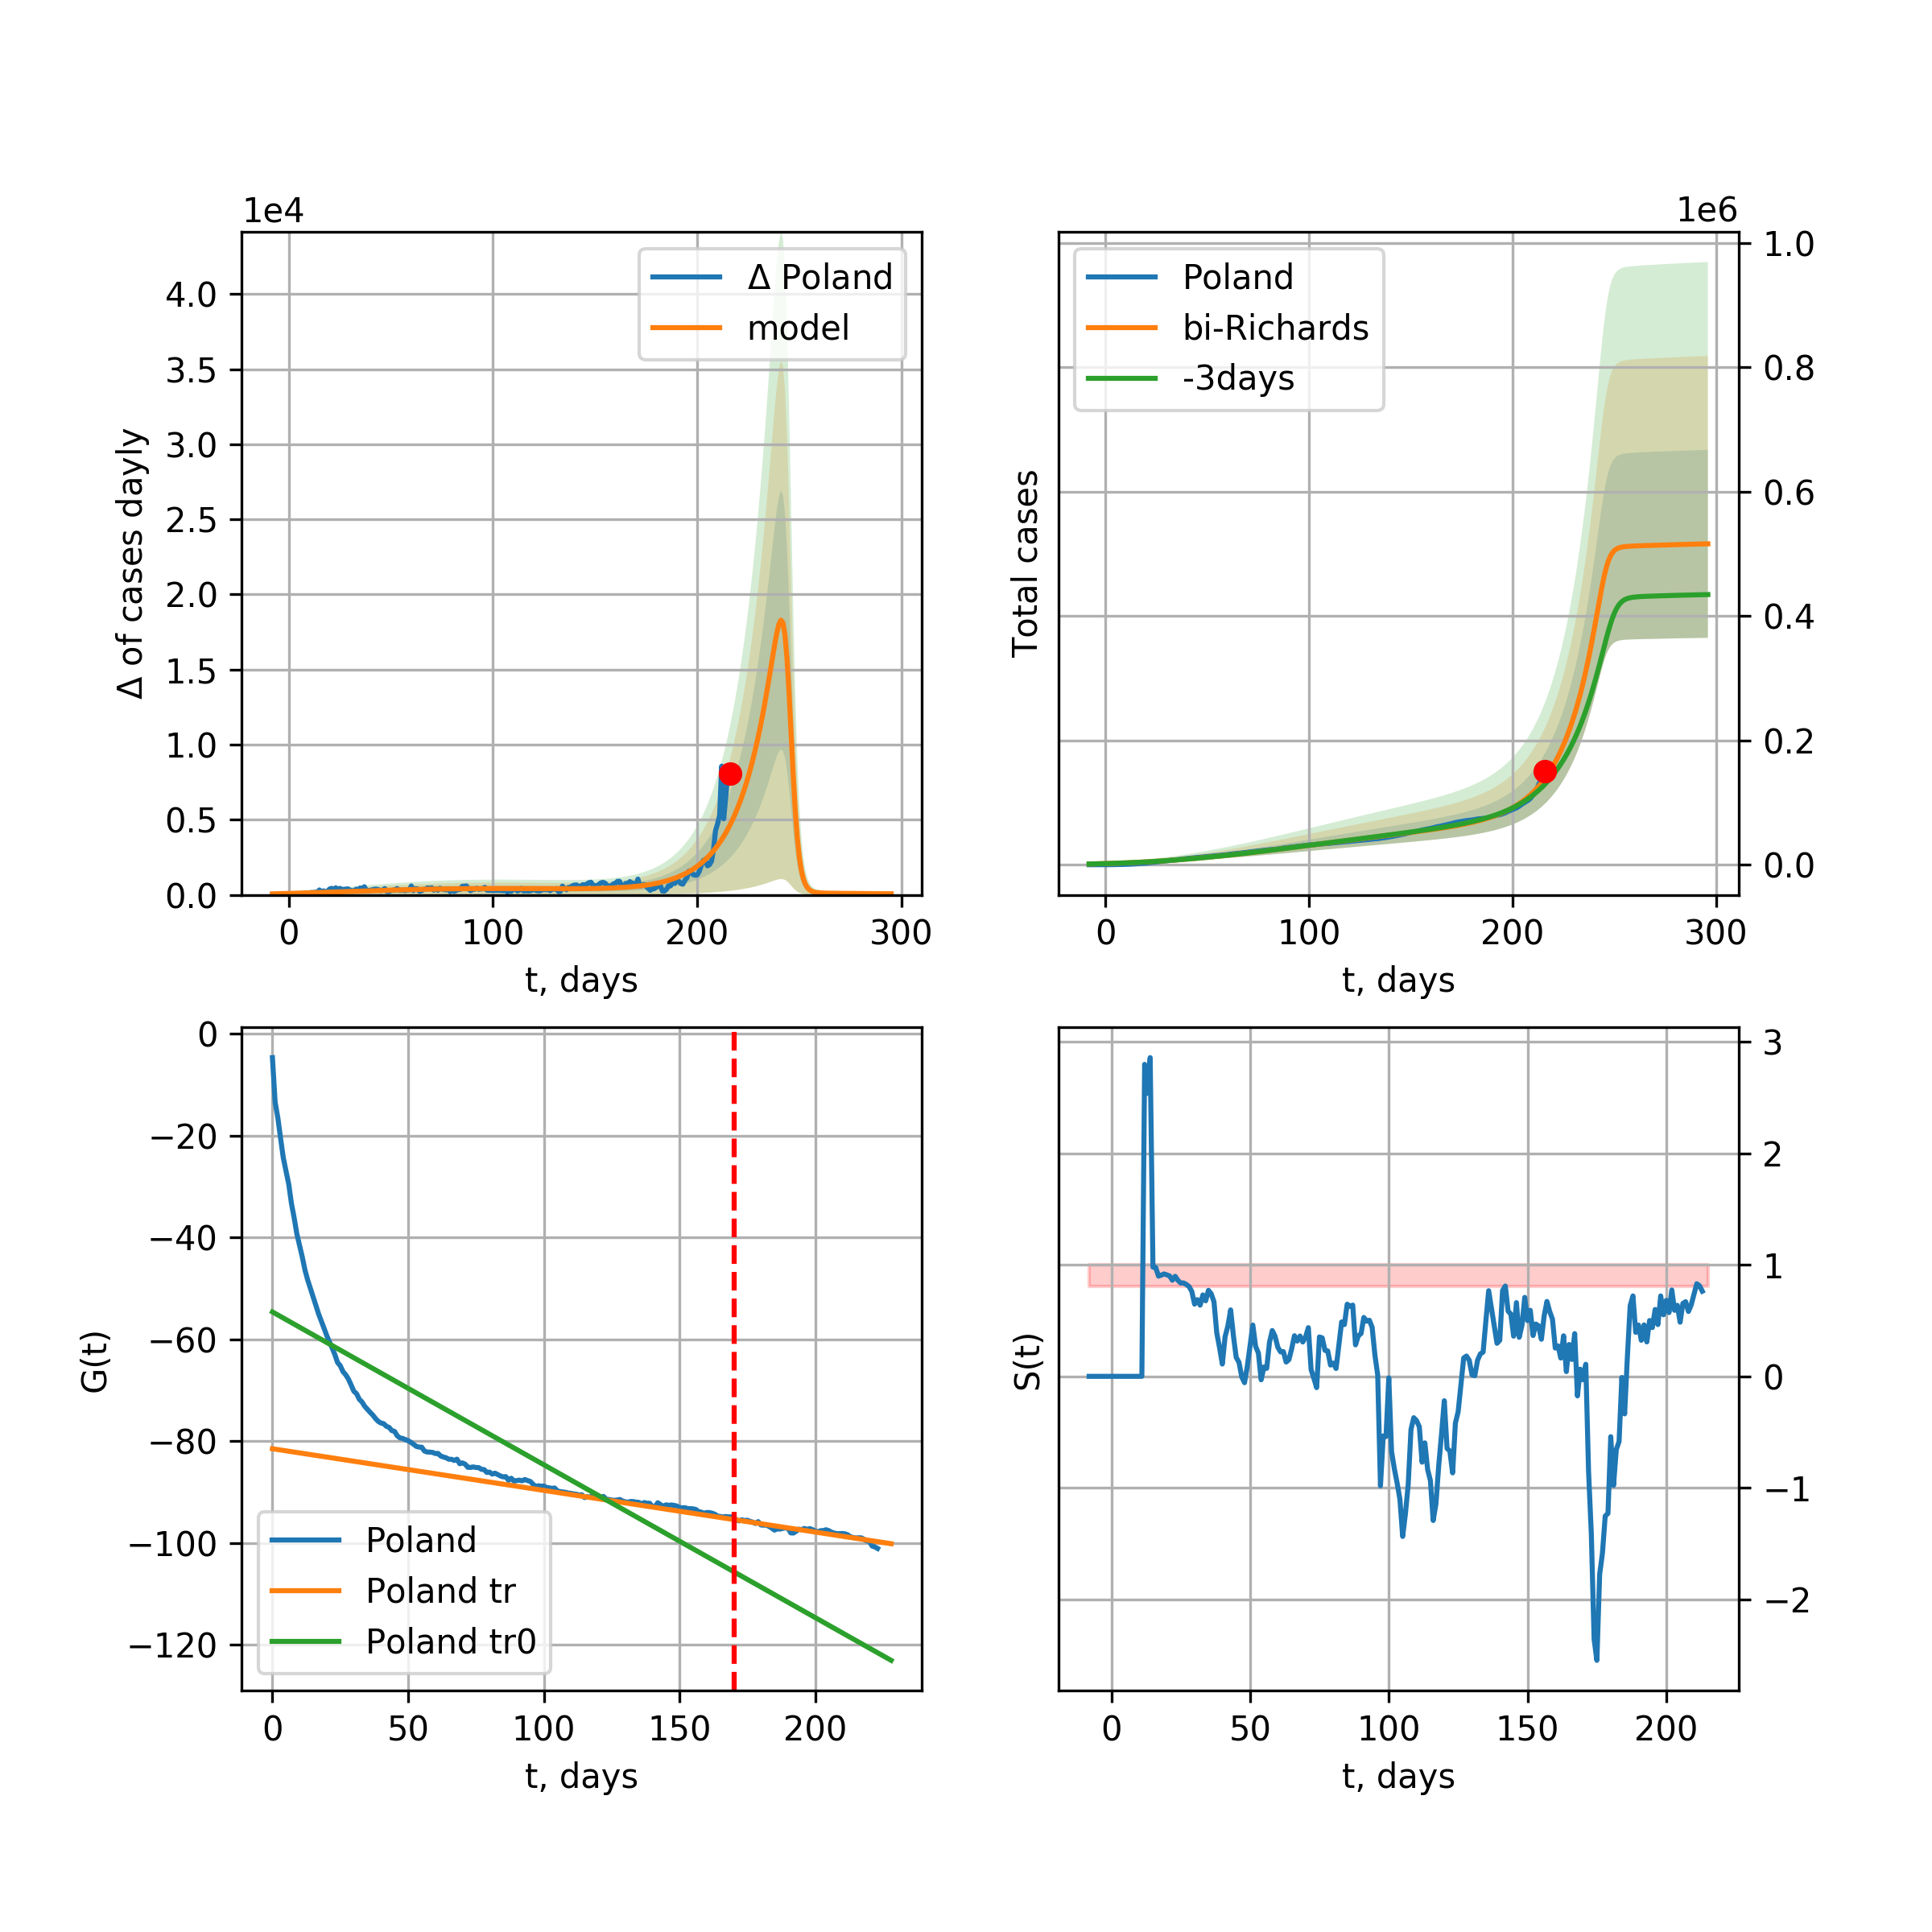 1e4
Δ Poland
model
4.0
3.5
3.0
2.5
2.0
1.5
1.0
0.5
0.0
Δ of cases dayly
0 100 200 300
t, days
1e6
Poland
bi-Richards
-3days
1.0
0.8
0.6
0.4
0.2
0.0
Total cases
0 100 200 300
t, days
0
−20
−40
−60
−80
−100
−120
G(t)
Poland
Poland tr
Poland tr0
0 50 100 150 200
t, days
3
2
1
0
−1
−2
S(t)
0 50 100 150 200
t, days